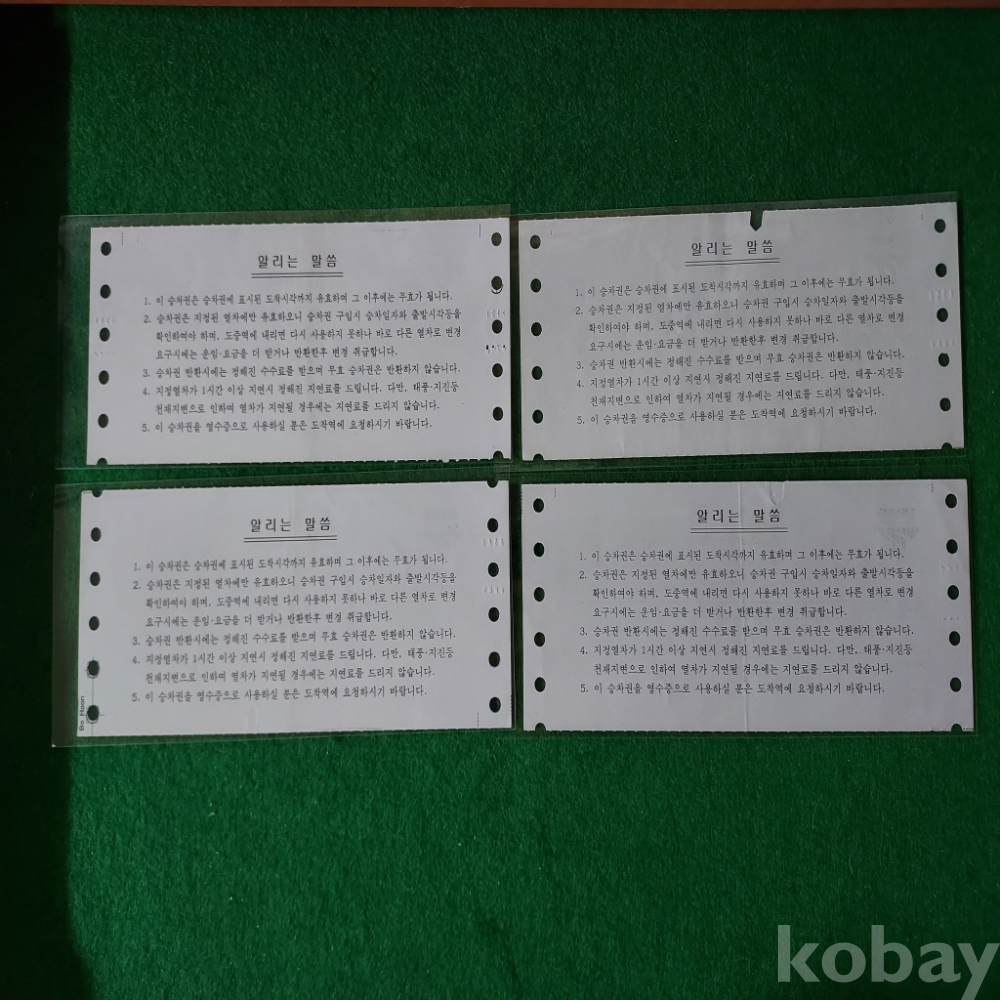 알리는 말씀
1. 이 승차권은 승차권에 표시된 도착시각까지 유효하며 그 이후에는 무효가 됩니다.
2. 승차권은 지정된 열차에만 유효하오니 승차권 구입시 승차일자와 출발시각등을
확인하여야 하며, 도중역에 내리면 다시 사용하지 못하나 바로 다른 열차로 변경
요구시에는 운임·요금을 더 받거나 반환한후 변경 취급합니다.
3. 승차권 반환시에는 정해진 수수료를 받으며 무효 승차권은 반환하지 않습니다.
4. 지정열차가 1시간 이상 지연시 정해진 지연료를 드립니다. 다만, 태풍·지진등
천재지변으로 인하여 열차가 지연될 경우에는 지연료를 드리지 않습니다.
5. 이 승차권을 영수증으로 사용하실 분은 도착역에 요청하시기 바랍니다.
알리는 말씀
1. 이 승차권은 승차권에 표시된 도착시각까지 유효하며 그 이후에는 무효가 됩니다.
2. 승차권은 지정된 열차에만 유효하오니 승차권 구입시 승차일자와 출발시각등을
확인하여야 하며, 도중역에 내리면 다시 사용하지 못하나 바로 다른 열차로 변경
요구시에는 운임·요금을 더 받거나 반환한후 변경 취급합니다.
3. 승차권 반환시에는 정해진 수수료를 받으며 무효 승차권은 반환하지 않습니다.
4. 지정열차가 1시간 이상 지연시 정해진 지연료를 드립니다. 다만, 태풍·지진등
천재지변으로 인하여 열차가 지연될 경우에는 지연료를 드리지 않습니다.
5. 이 승차권을 영수증으로 사용하실 분은 도착역에 요청하시기 바랍니다.
알리는 말씀
1. 이 승차권은 승차권에 표시된 도착시각까지 유효하며 그 이후에는 무효가 됩니다.
2. 승차권은 지정된 열차에만 유효하오니 승차권 구입시 승차일자와 출발시각등을
확인하여야 하며, 도중역에 내리면 다시 사용하지 못하나 바로 다른 열차로 변경
요구시에는 운임·요금을 더 받거나 반환한후 변경 취급합니다.
3. 승차권 반환시에는 정해진 수수료를 받으며 무효 승차권은 반환하지 않습니다.
4. 지정열차가 1시간 이상 지연시 정해진 지연료를 드립니다. 다만, 태풍·지진등
천재지변으로 인하여 열차가 지연될 경우에는 지연료를 드리지 않습니다.
5. 이 승차권을 영수증으로 사용하실 분은 도착역에 요청하시기 바랍니다.
Bo Hoon
알리는 말씀
1. 이 승차권은 승차권에 표시된 도착시각까지 유효하며 그 이후에는 무효가 됩니다.
2. 승차권은 지정된 열차에만 유효하오니 승차권 구입시 승차일자와 출발시각등을
확인하여야 하며, 도중역에 내리면 다시 사용하지 못하나 바로 다른 열차로 변경
요구시에는 운임·요금을 더 받거나 반환한후 변경 취급합니다.
3. 승차권 반환시에는 정해진 수수료를 받으며 무효 승차권은 반환하지 않습니다.
4. 지정열차가 1시간 이상 지연시 정해진 지연료를 드립니다. 다만, 태풍·지진등
천재지변으로 인하여 열차가 지연될 경우에는 지연료를 드리지 않습니다.
5. 이 승차권을 영수증으로 사용하실 분은 도착역에 요청하시기 바랍니다.
kobay